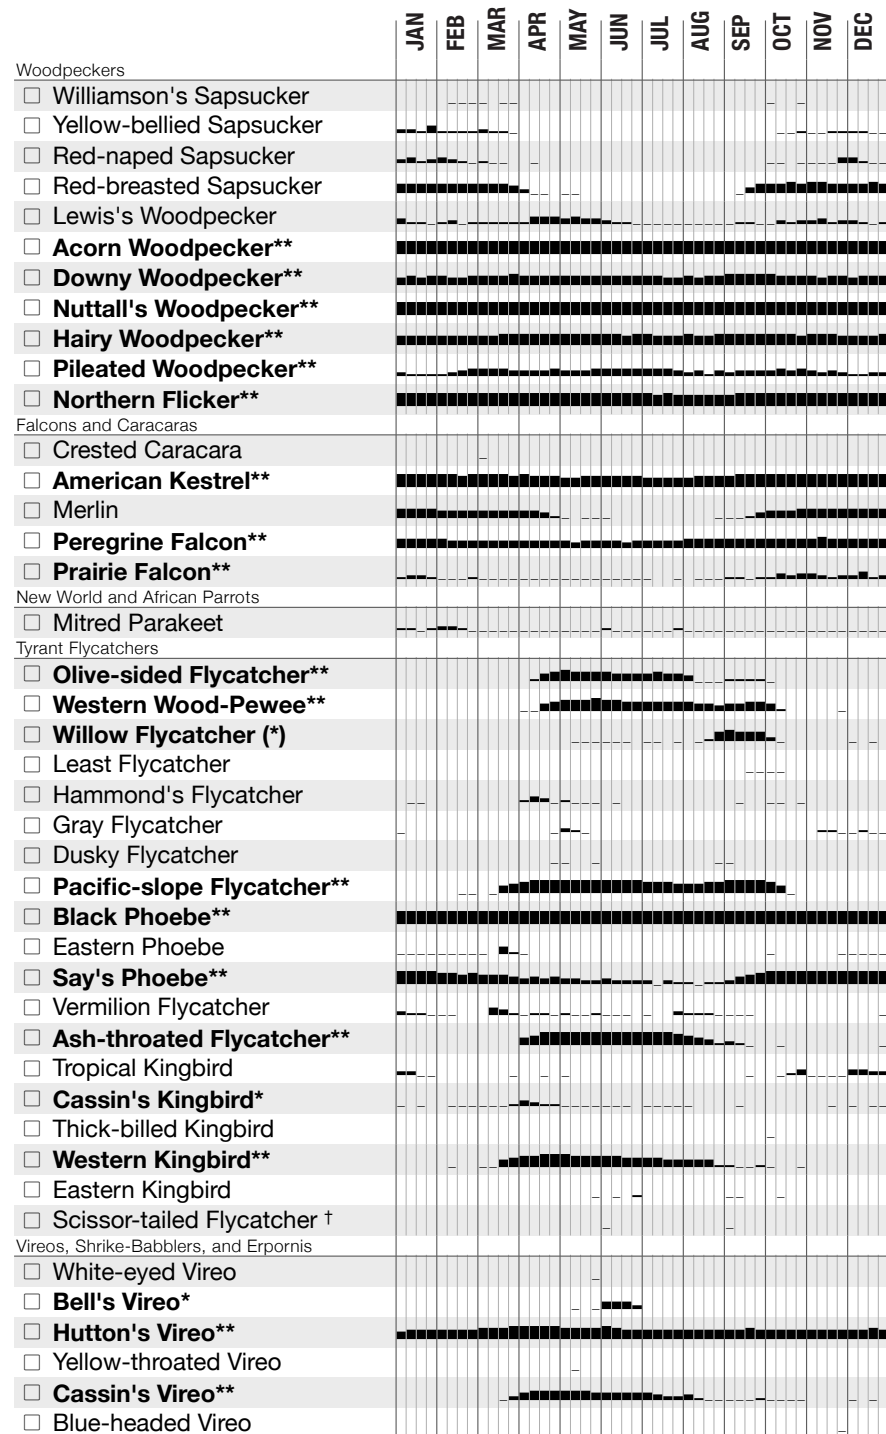 JAN FEB MAR APR MAY JUN JUL AUG SEP OCT NOV DEC
Woodpeckers
Williamson's Sapsucker
Yellow-bellied Sapsucker
Red-naped Sapsucker
Red-breasted Sapsucker
Lewis's Woodpecker
Acorn Woodpecker**
Downy Woodpecker**
Nuttall's Woodpecker**
Hairy Woodpecker**
Pileated Woodpecker**
Northern Flicker**
Falcons and Caracaras
Crested Caracara
American Kestrel**
Merlin
Peregrine Falcon**
Prairie Falcon**
New World and African Parrots
Mitred Parakeet
Tyrant Flycatchers
Olive-sided Flycatcher**
Western Wood-Pewee**
Willow Flycatcher (*)
Least Flycatcher
Hammond's Flycatcher
Gray Flycatcher
Dusky Flycatcher
Pacific-slope Flycatcher**
Black Phoebe**
Eastern Phoebe
Say's Phoebe**
Vermilion Flycatcher
Ash-throated Flycatcher**
Tropical Kingbird
Cassin's Kingbird*
Thick-billed Kingbird
Western Kingbird**
Eastern Kingbird
Scissor-tailed Flycatcher †
Vireos, Shrike-Babblers, and Erpornis
White-eyed Vireo
Bell's Vireo*
Hutton's Vireo**
Yellow-throated Vireo
Cassin's Vireo**
Blue-headed Vireo